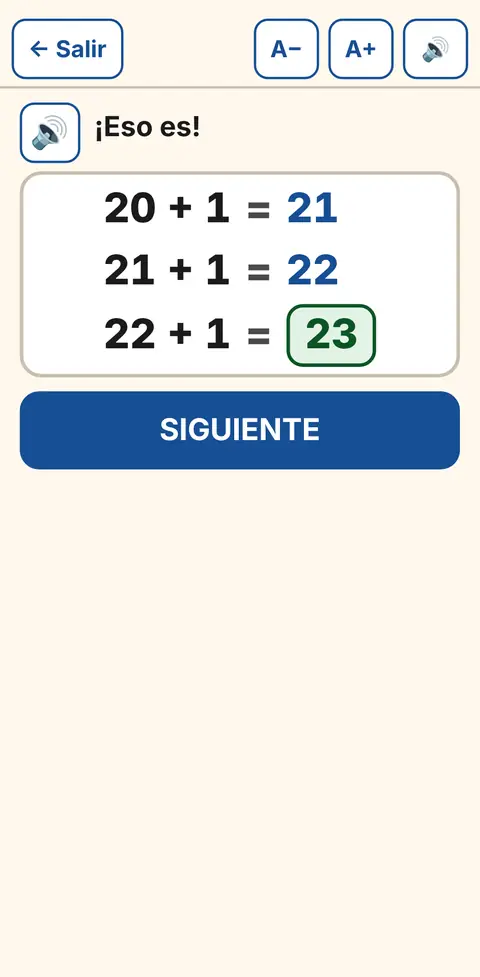 ← Salir A− A+
¡Eso es!
20 + 1 = 21
21 + 1 = 22
22 + 1 = 23
SIGUIENTE